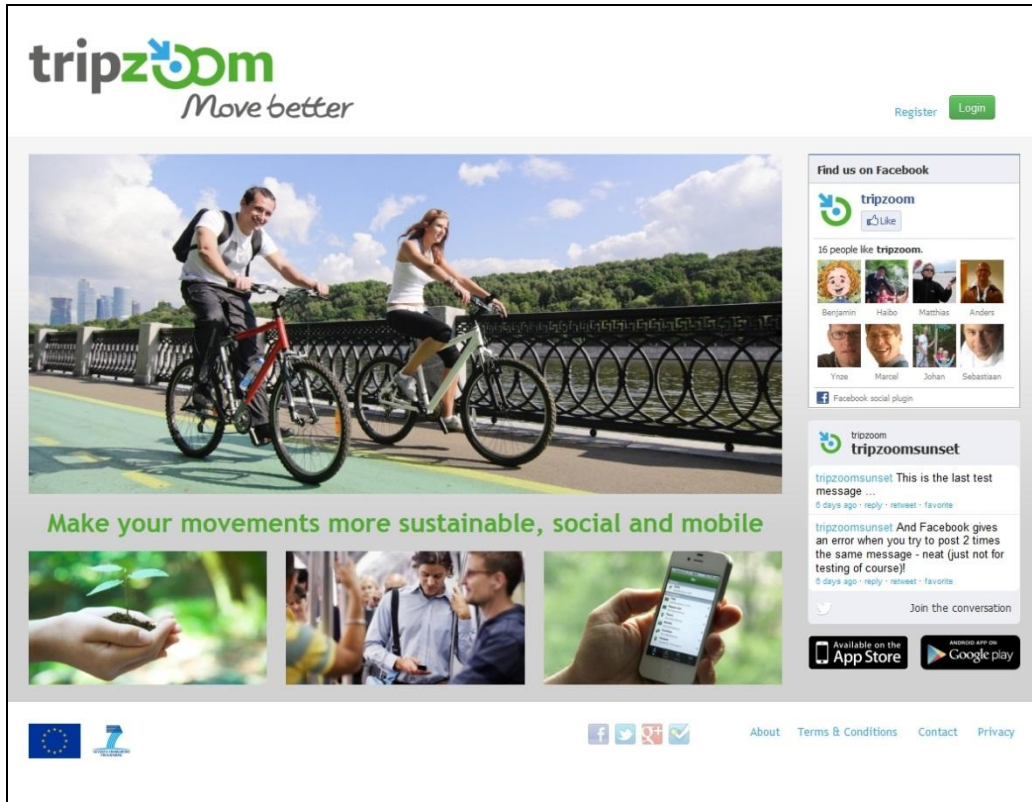 tripzoom
Move better
Register
Login
Find us on Facebook
tripzoom
Like
16 people like tripzoom.
Benjamin Haibo Matthias Anders
Ynze Marcel Johan Sebastiaan
Facebook social plugin
tripzoom
tripzoomsunset
tripzoomsunset This is the last test
message ...
6 days ago · reply · retweet · favorite
tripzoomsunset And Facebook gives
an error when you try to post 2 times
the same message - neat (just not for
testing of course)!
6 days ago · reply · retweet · favorite
Join the conversation
Make your movements more sustainable, social and mobile
Available on the
App Store
ANDROID APP ON
Google play
About Terms & Conditions Contact Privacy